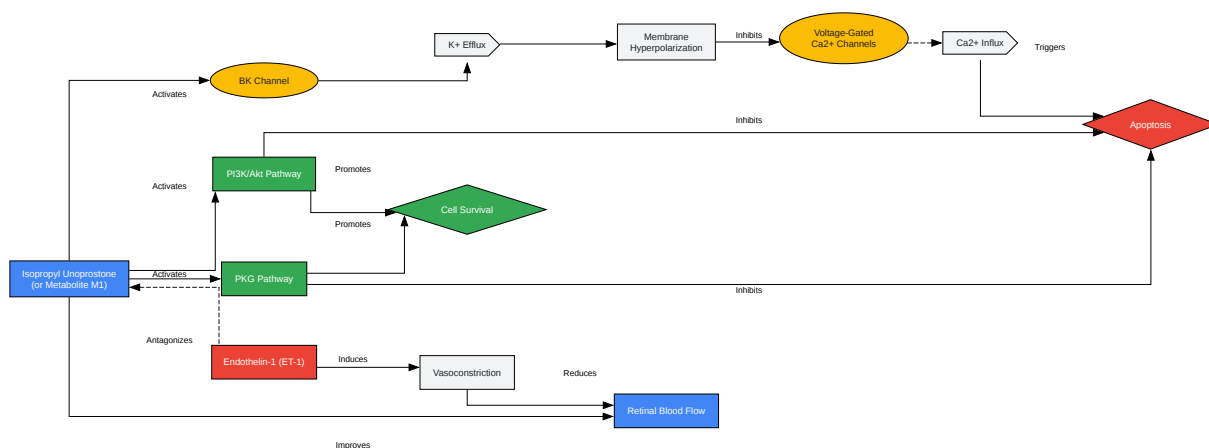 K+ Efflux
Membrane
Hyperpolarization
Inhibits
Voltage-Gated
Ca2+ Channels
Ca2+ Influx
Triggers
BK Channel
Activates
Inhibits
Apoptosis
PI3K/Akt Pathway
Promotes
Activates
Cell Survival
Promotes
Isopropyl Unoprostone
(or Metabolite M1)
Activates
PKG Pathway
Inhibits
Antagonizes
Endothelin-1 (ET-1)
Induces
Vasoconstriction
Reduces
Retinal Blood Flow
Improves